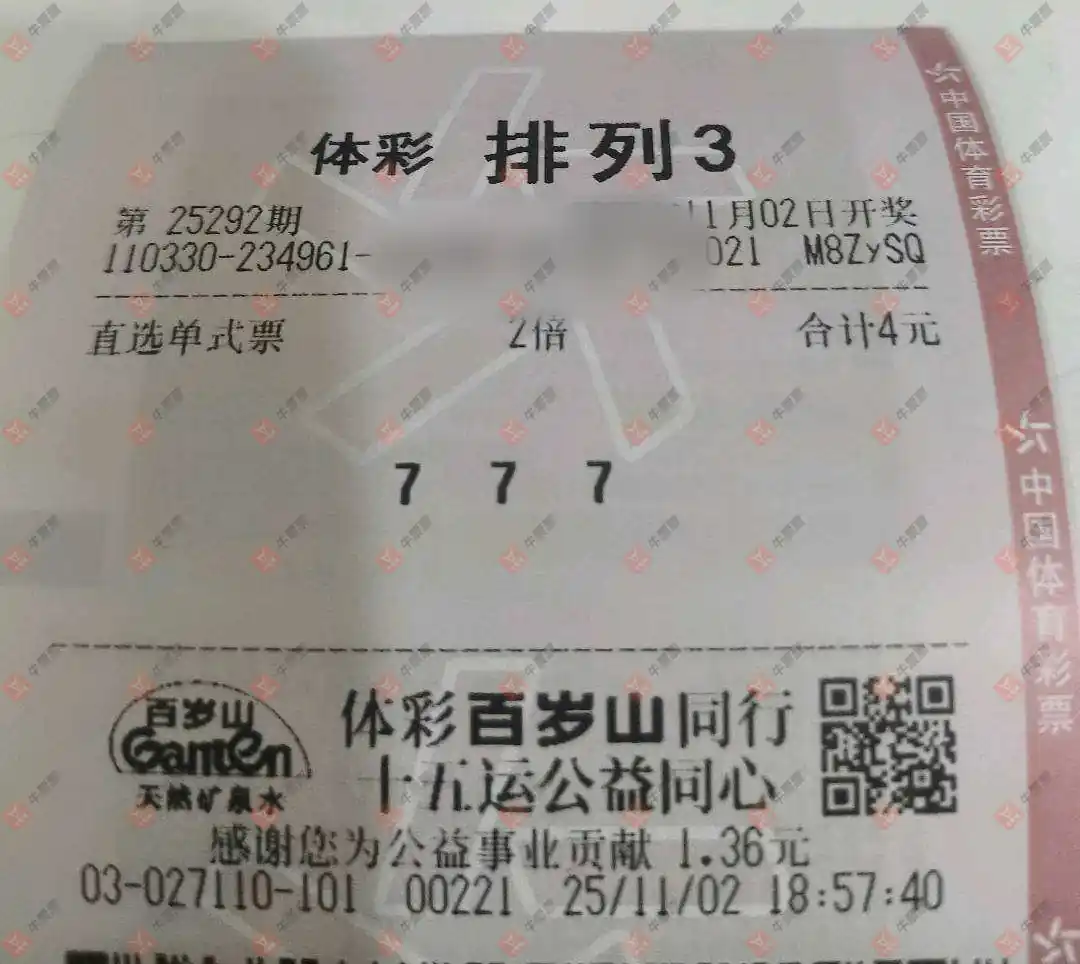 体彩 排列3
第 25292期 11月02日开奖
110330-234961- 021 M8ZySQ
直选单式票 2倍 合计4元
7 7 7
百岁山
Ganten
天然矿泉水
体彩百岁山同行
十五运公益同心
感谢您为公益事业贡献 1.36元
03-027110-101 00221 25/11/02 18:57:40
中国体育彩票
中国体育彩票